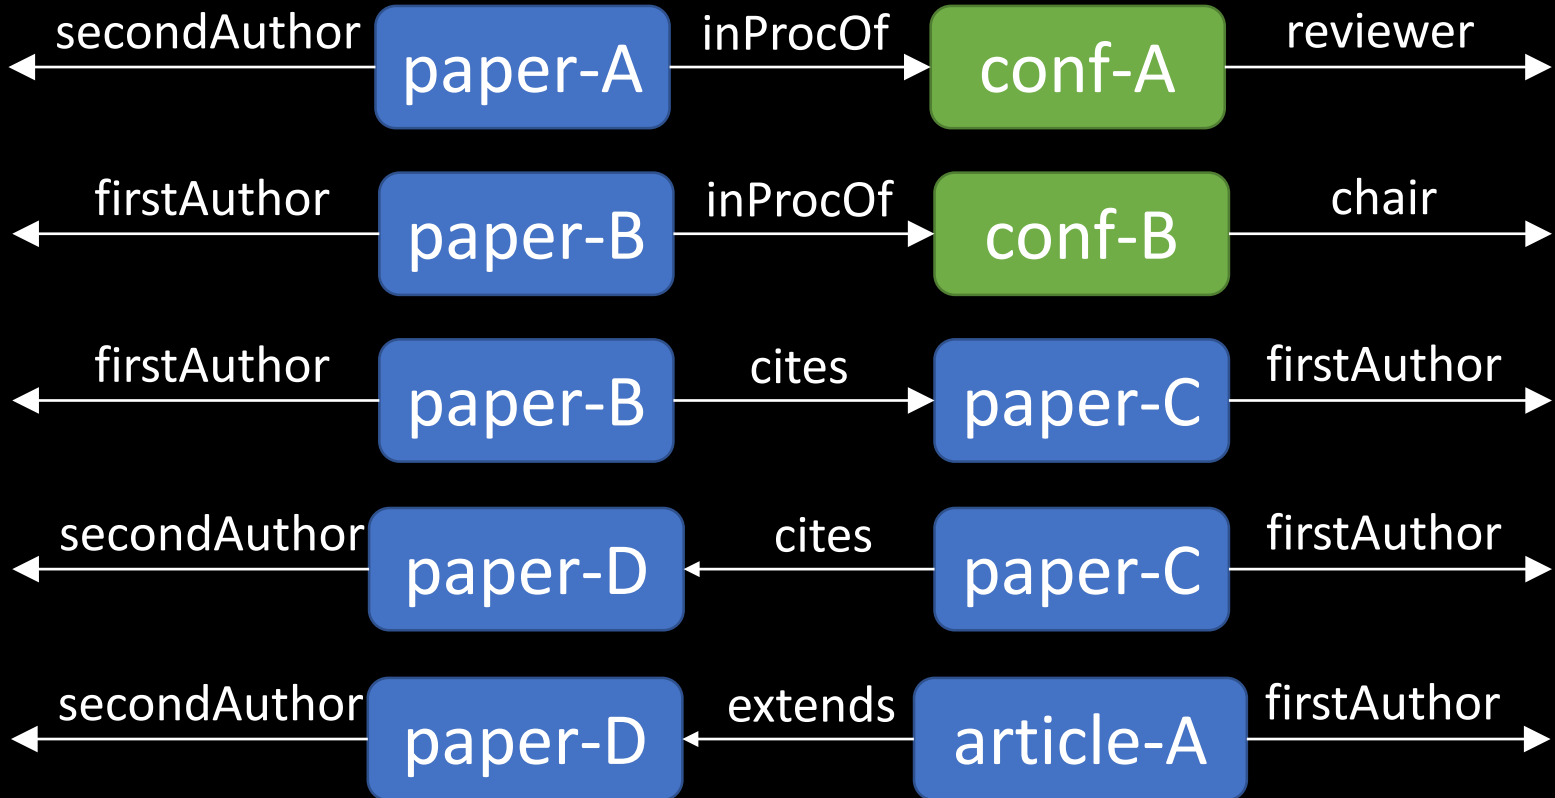 secondAuthor paper-A inProcOf conf-A reviewer
firstAuthor paper-B inProcOf conf-B chair
firstAuthor paper-B cites paper-C firstAuthor
secondAuthor paper-D cites paper-C firstAuthor
secondAuthor paper-D extends article-A firstAuthor